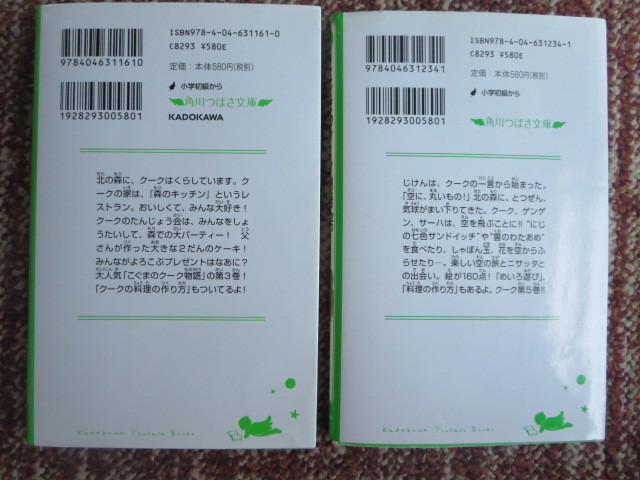 ISBN978-4-04-631161-0
C8293 ¥580E
定価:本体580円(税別)
9784046311610
小学初級から
角川つばさ文庫
KADOKAWA
1928293005801
北の森に、クークはくらしています。ク
ークの家は、「森のキッチン」というレ
ストラン。おいしくて、みんな大好き!
クークのたんじょう会は、みんなをしょ
うたいして、森での大パーティー! 父
さんが作った大きな2だんのケーキ!
みんながよろこぶプレゼントはなあに?
大人気「こぐまのクーク物語」の第3巻!
「クークの料理の作り方」もついてるよ!
Kadokawa Tsubasa Bunko
ISBN978-4-04-631234-1
C8293 ¥580E
定価:本体580円(税別)
9784046312341
小学初級から
角川つばさ文庫
1928293005801
じけんは、クークの一言から始まった。
「空に、丸いもの!」北の森に、とつぜん、
気球がまい下りてきた。クーク、ゲンゲ
ン、サーハは、空を飛ぶことに!!"にじ
の七色サンドイッチ"や"雲のわたあめ"
を食べたり、しゃぼん玉、花を空からふ
らせたり…。楽しい空の旅とニサッタと
の出会い。絵が160点!「めいろ遊び」、
「料理の作り方」もあるよ。クーク第5巻!!
Kadokawa Tsubasa Bunko